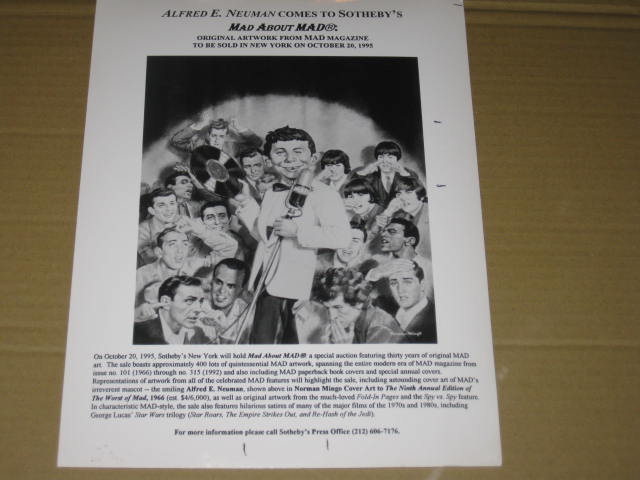 ALFRED E. NEUMAN COMES TO SOTHEBY'S
MAD ABOUT MAD®:
ORIGINAL ARTWORK FROM MAD MAGAZINE
TO BE SOLD IN NEW YORK ON OCTOBER 20, 1995
Norman Mingo
On October 20, 1995, Sotheby's New York will hold Mad About MAD® a special auction featuring thirty years of original MAD
art. The sale boasts approximately 400 lots of quintessential MAD artwork, spanning the entire modern era of MAD magazine from
issue no. 101 (1966) through no. 315 (1992) and also including MAD paperback book covers and special annual covers.
Representations of artwork from all of the celebrated MAD features will highlight the sale, including astounding cover art of MAD's
irreverent mascot -- the smiling Alfred E. Neuman, shown above in Norman Mingo Cover Art to The Ninth Annual Edition of
The Worst of Mad, 1966 (est. $4/6,000), as well as original artwork from the much-loved Fold-In Pages and the Spy vs. Spy feature.
In characteristic MAD-style, the sale also features hilarious satires of many of the major films of the 1970s and 1980s, including
George Lucas' Star Wars trilogy (Star Roars, The Empire Strikes Out, and Re-Hash of the Jedi).
For more information please call Sotheby's Press Office (212) 606-7176.